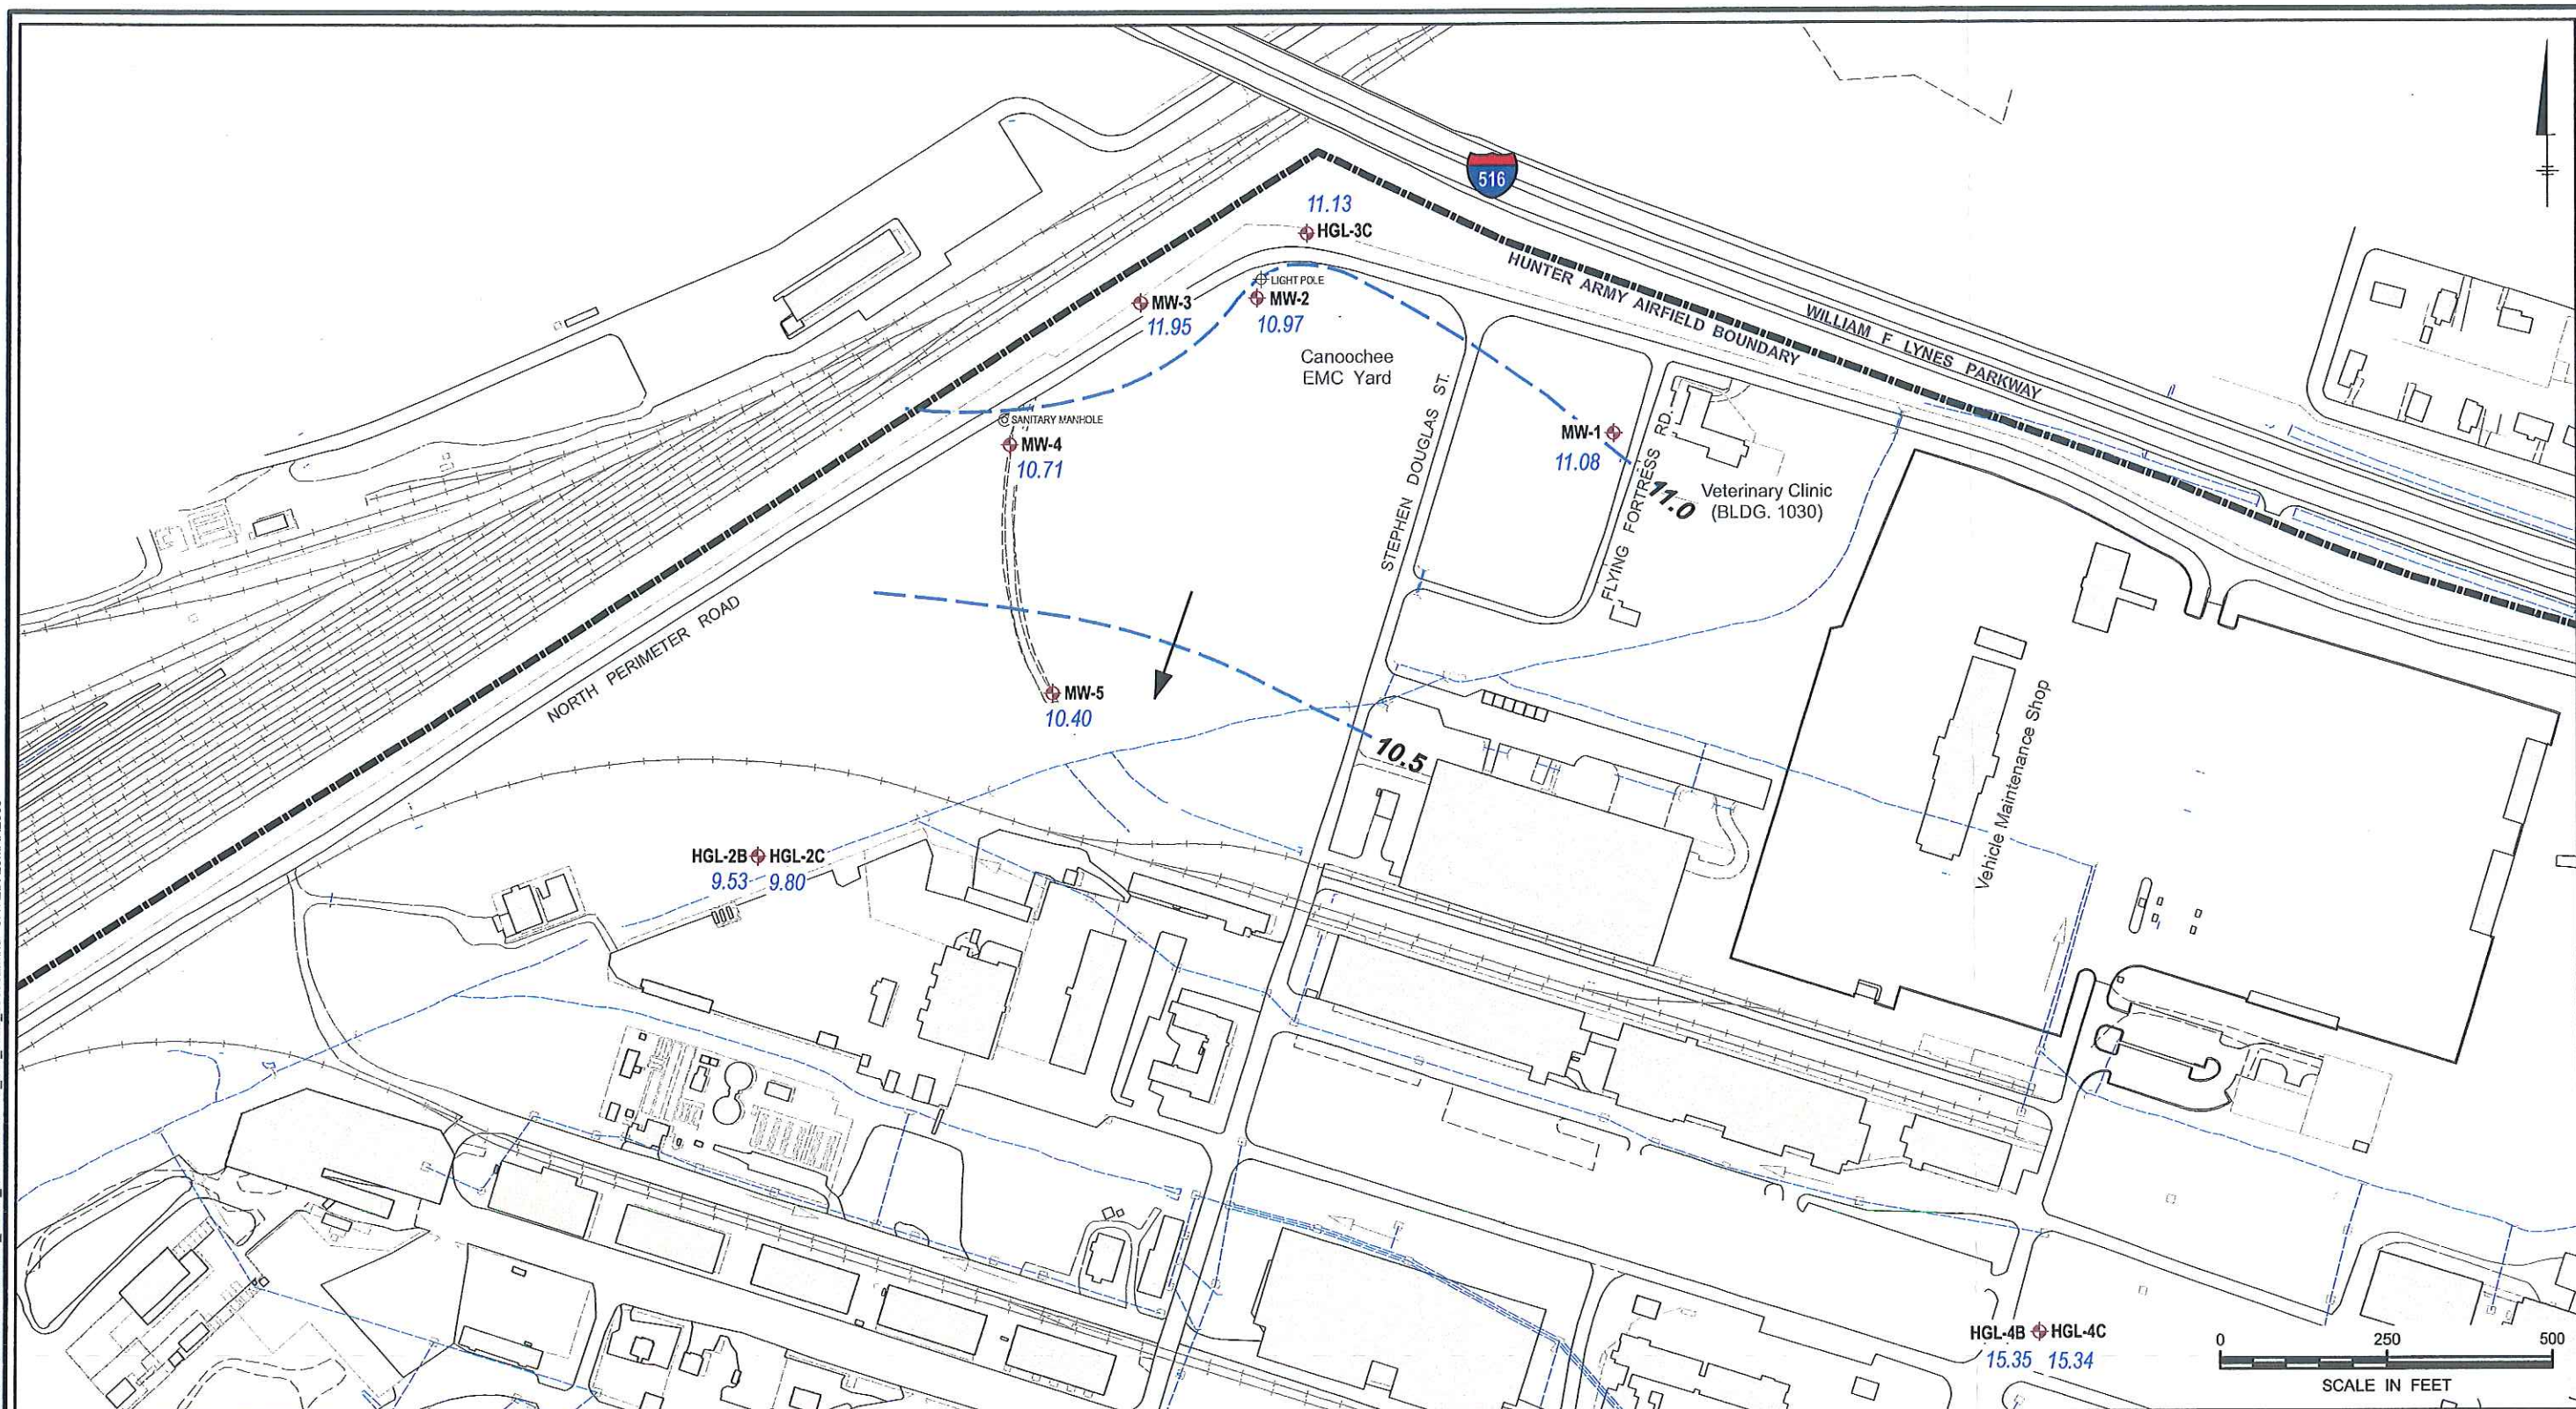 516
11.13
HGL-3C
HUNTER ARMY AIRFIELD BOUNDARY
WILLIAM F LYNES PARKWAY
LIGHT POLE
MW-3
11.95
MW-2
10.97
Canoochee
EMC Yard
SANITARY MANHOLE
MW-4
10.71
STEPHEN DOUGLAS ST.
MW-1
11.08
FLYING FORTRESS RD.
11.0
Veterinary Clinic
(BLDG. 1030)
NORTH PERIMETER ROAD
MW-5
10.40
10.5
Vehicle Maintenance Shop
HGL-2B HGL-2C
9.53 9.80
HGL-4B HGL-4C
15.35 15.34
0 250 500
SCALE IN FEET